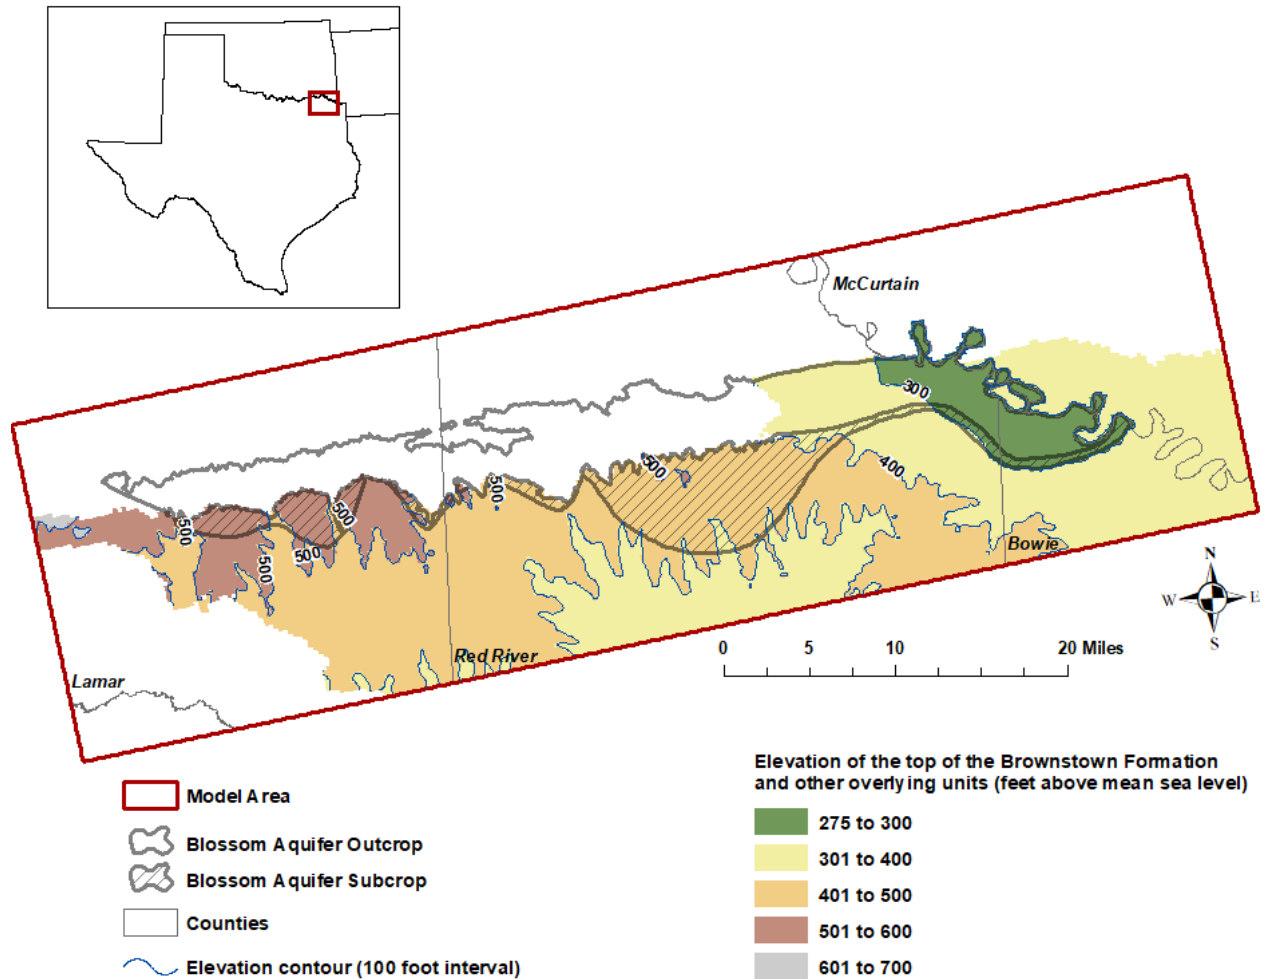 McCurtain
300
500
400
500
500
500
500
500
Bowie
N
W
E
S
Red River
Lamar
0
5
10
20 Miles
Elevation of the top of the Brownstown Formation
and other overlying units (feet above mean sea level)
275 to 300
301 to 400
401 to 500
501 to 600
601 to 700
Model Area
Blossom Aquifer Outcrop
Blossom Aquifer Subcrop
Counties
Elevation contour (100 foot interval)